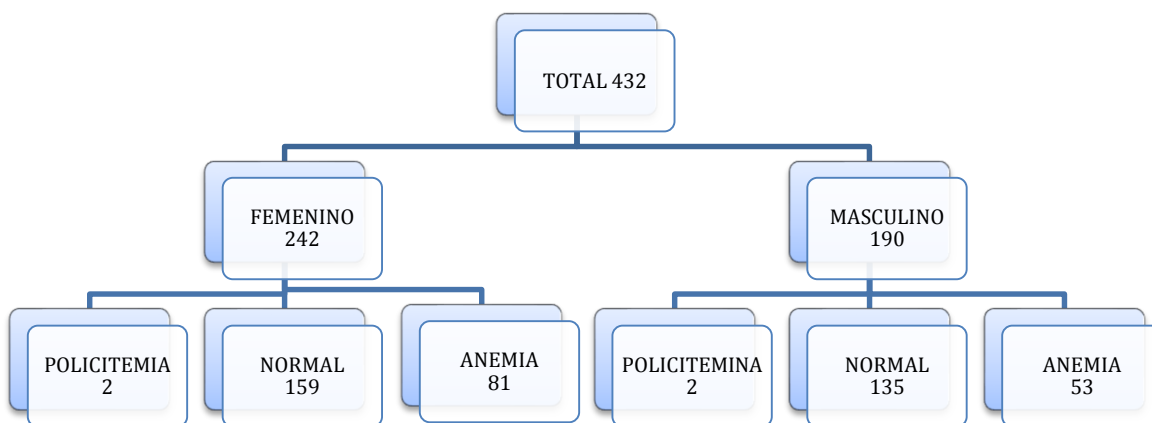 TOTAL 432
FEMENINO
242
MASCULINO
190
POLICITEMIA
2
NORMAL
159
ANEMIA
81
POLICITEMINA
2
NORMAL
135
ANEMIA
53